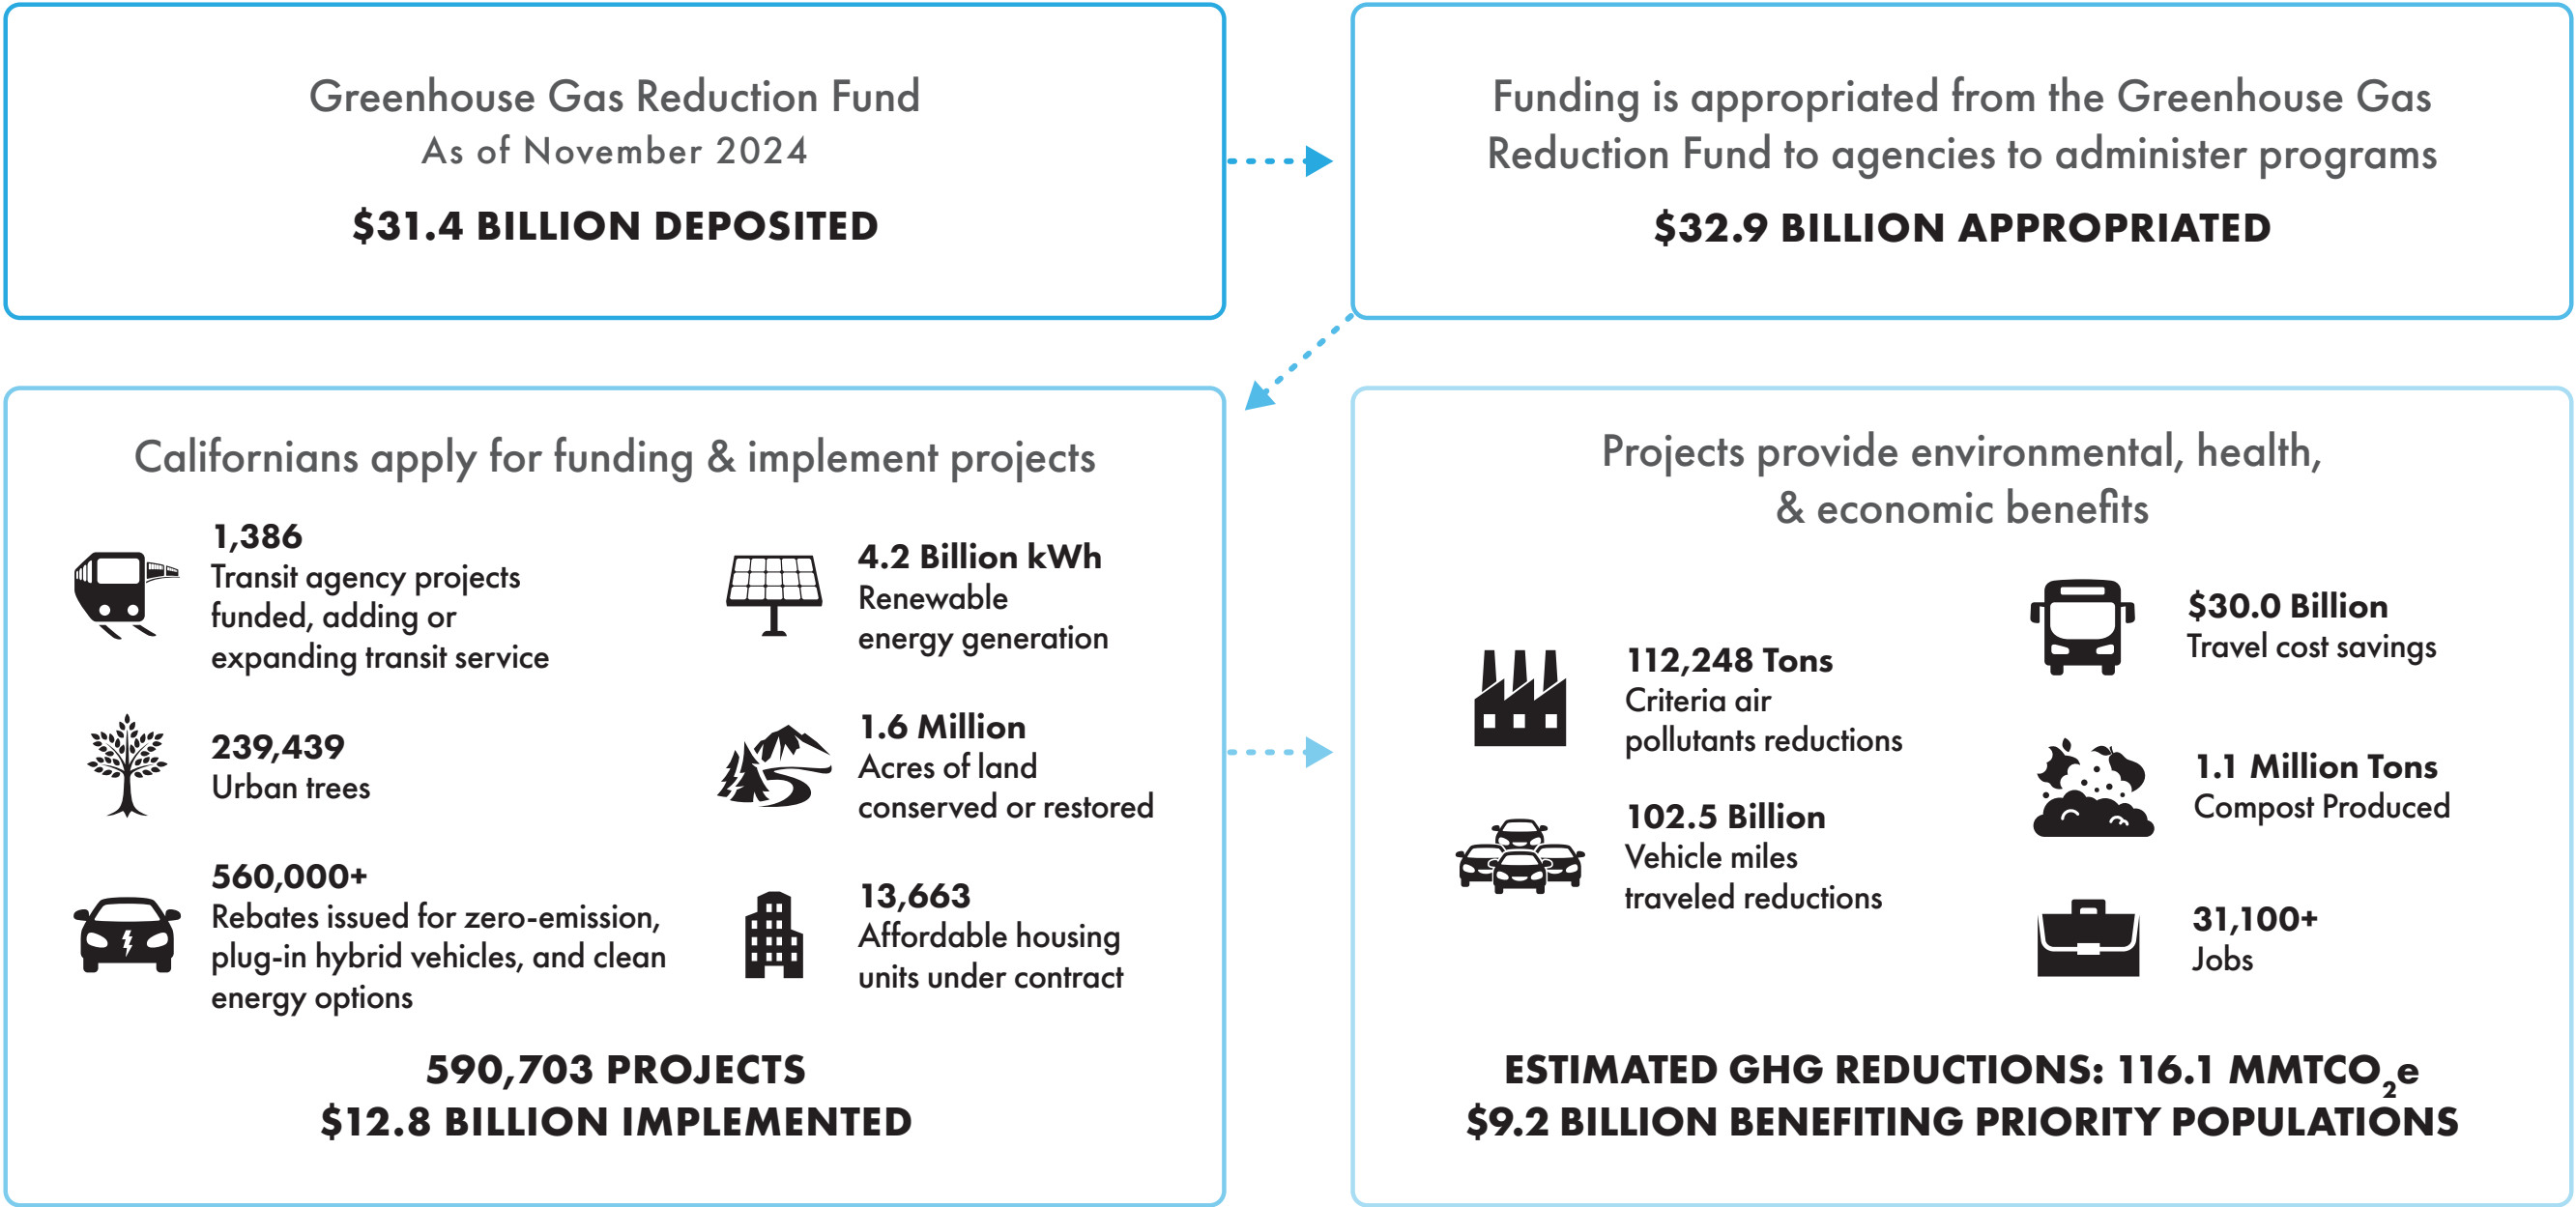 Greenhouse Gas Reduction Fund
As of November 2024
$31.4 BILLION DEPOSITED
Funding is appropriated from the Greenhouse Gas
Reduction Fund to agencies to administer programs
$32.9 BILLION APPROPRIATED
Californians apply for funding & implement projects
1,386
Transit agency projects
funded, adding or
expanding transit service
239,439
Urban trees
560,000+
Rebates issued for zero-emission,
plug-in hybrid vehicles, and clean
energy options
4.2 Billion kWh
Renewable
energy generation
1.6 Million
Acres of land
conserved or restored
13,663
Affordable housing
units under contract
590,703 PROJECTS
$12.8 BILLION IMPLEMENTED
Projects provide environmental, health,
& economic benefits
112,248 Tons
Criteria air
pollutants reductions
102.5 Billion
Vehicle miles
traveled reductions
$30.0 Billion
Travel cost savings
1.1 Million Tons
Compost Produced
31,100+
Jobs
ESTIMATED GHG REDUCTIONS: 116.1 MMTCO₂e
$9.2 BILLION BENEFITING PRIORITY POPULATIONS